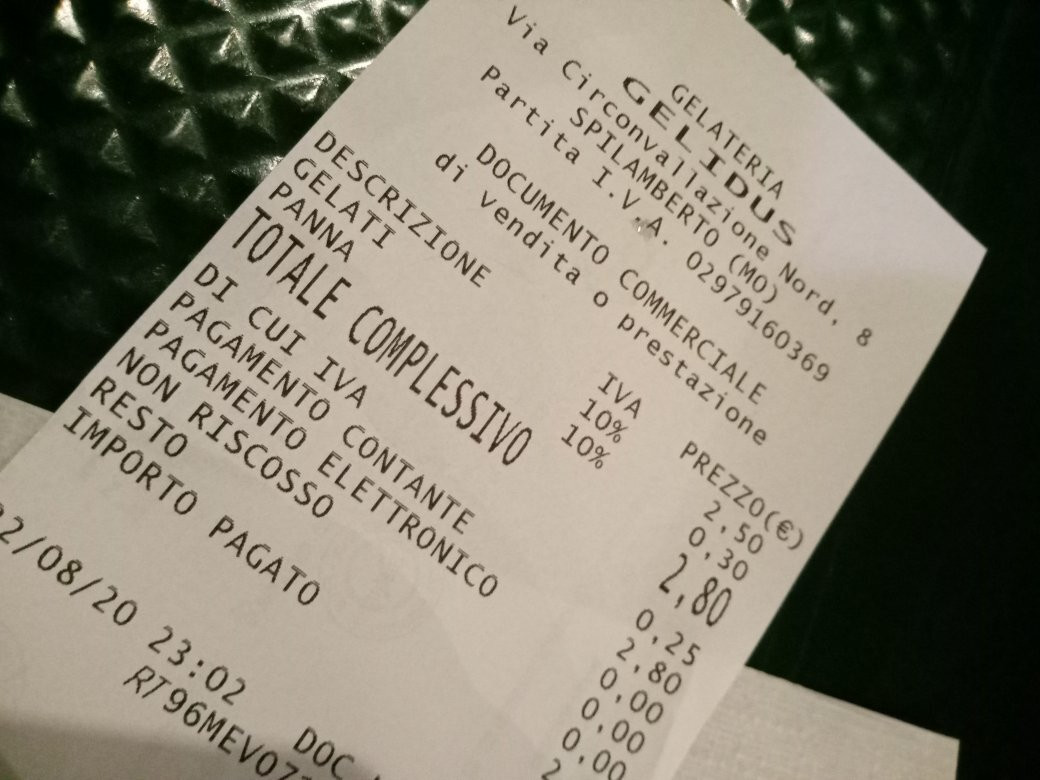 GELATERIA
GELIDUS
Via Circonvallazione Nord, 8
SPILAMBERTO (MO)
Partita I.V.A. 02979160369
DOCUMENTO COMMERCIALE
di vendita o prestazione
DESCRIZIONE IVA PREZZO(€)
GELATI 10% 2,50
PANNA 10% 0,30
TOTALE COMPLESSIVO 2,80
DI CUI IVA 0,25
PAGAMENTO CONTANTE 2,80
PAGAMENTO ELETTRONICO 0,00
NON RISCOSSO 0,00
RESTO 0,00
IMPORTO PAGATO 2
2/08/20 23:02 DOC
RT96MEV07